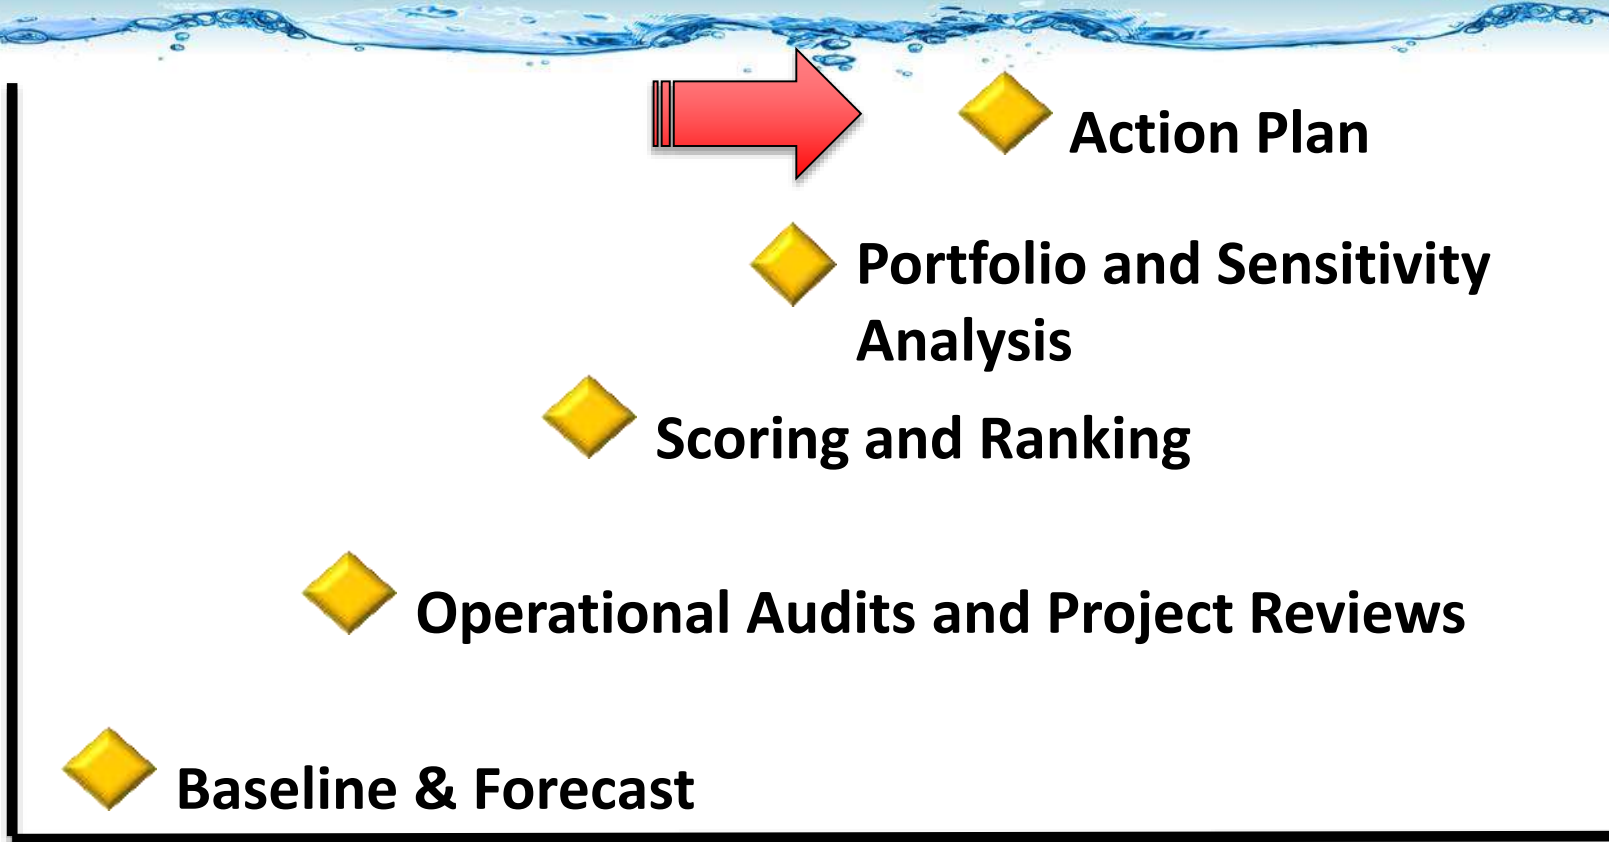 Action Plan
Portfolio and Sensitivity
Analysis
Scoring and Ranking
Operational Audits and Project Reviews
Baseline & Forecast